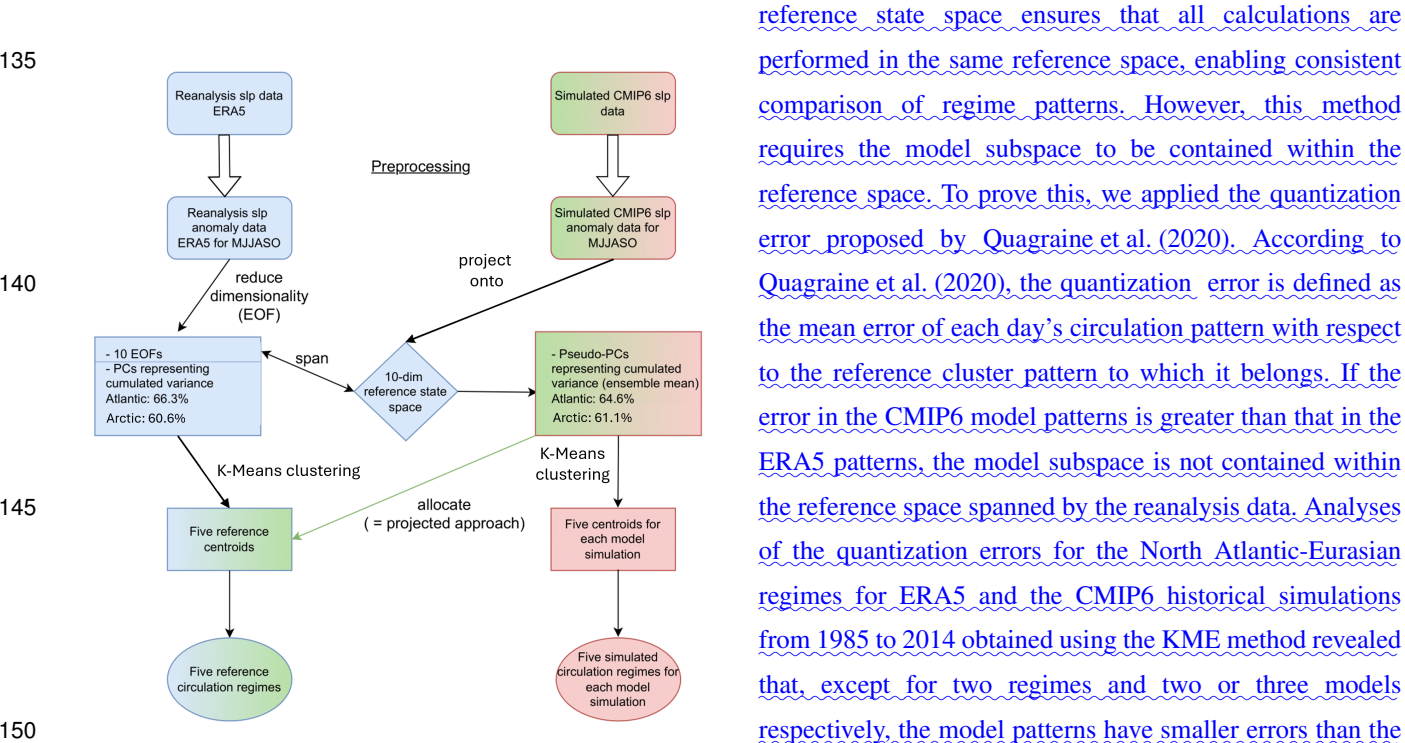 135
140
145
150
Reanalysis slp data
ERA5
Simulated CMIP6 slp
data
Preprocessing
Reanalysis slp
anomaly data
ERA5 for MJJASO
Simulated CMIP6 slp
anomaly data for
MJJASO
reduce
dimensionality
(EOF)
project
onto
- 10 EOFs
- PCs representing
cumulated variance
Atlantic: 66.3%
Arctic: 60.6%
span
10-dim
reference state
space
- Pseudo-PCs
representing cumulated
variance (ensemble mean)
Atlantic: 64.6%
Arctic: 61.1%
K-Means clustering
K-Means
clustering
allocate
( = projected approach)
Five reference
centroids
Five centroids for
each model
simulation
Five reference
circulation regimes
Five simulated
circulation regimes for
each model
simulation
reference state space ensures that all calculations are
performed in the same reference space, enabling consistent
comparison of regime patterns. However, this method
requires the model subspace to be contained within the
reference space. To prove this, we applied the quantization
error proposed by Quagraine et al. (2020). According to
Quagraine et al. (2020), the quantization error is defined as
the mean error of each day's circulation pattern with respect
to the reference cluster pattern to which it belongs. If the
error in the CMIP6 model patterns is greater than that in the
ERA5 patterns, the model subspace is not contained within
the reference space spanned by the reanalysis data. Analyses
of the quantization errors for the North Atlantic-Eurasian
regimes for ERA5 and the CMIP6 historical simulations
from 1985 to 2014 obtained using the KME method revealed
that, except for two regimes and two or three models
respectively, the model patterns have smaller errors than the